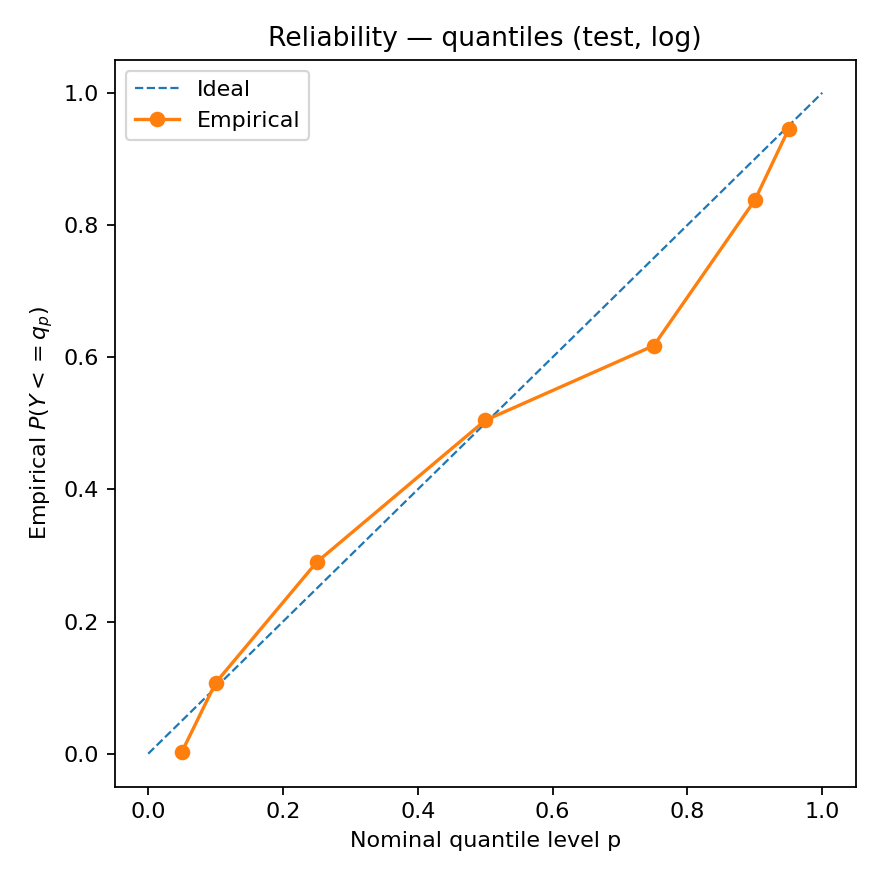 Reliability — quantiles (test, log)
Ideal
Empirical
1.0
0.8
0.6
0.4
0.2
0.0
Empirical P(Y <= q_p)
0.0 0.2 0.4 0.6 0.8 1.0
Nominal quantile level p